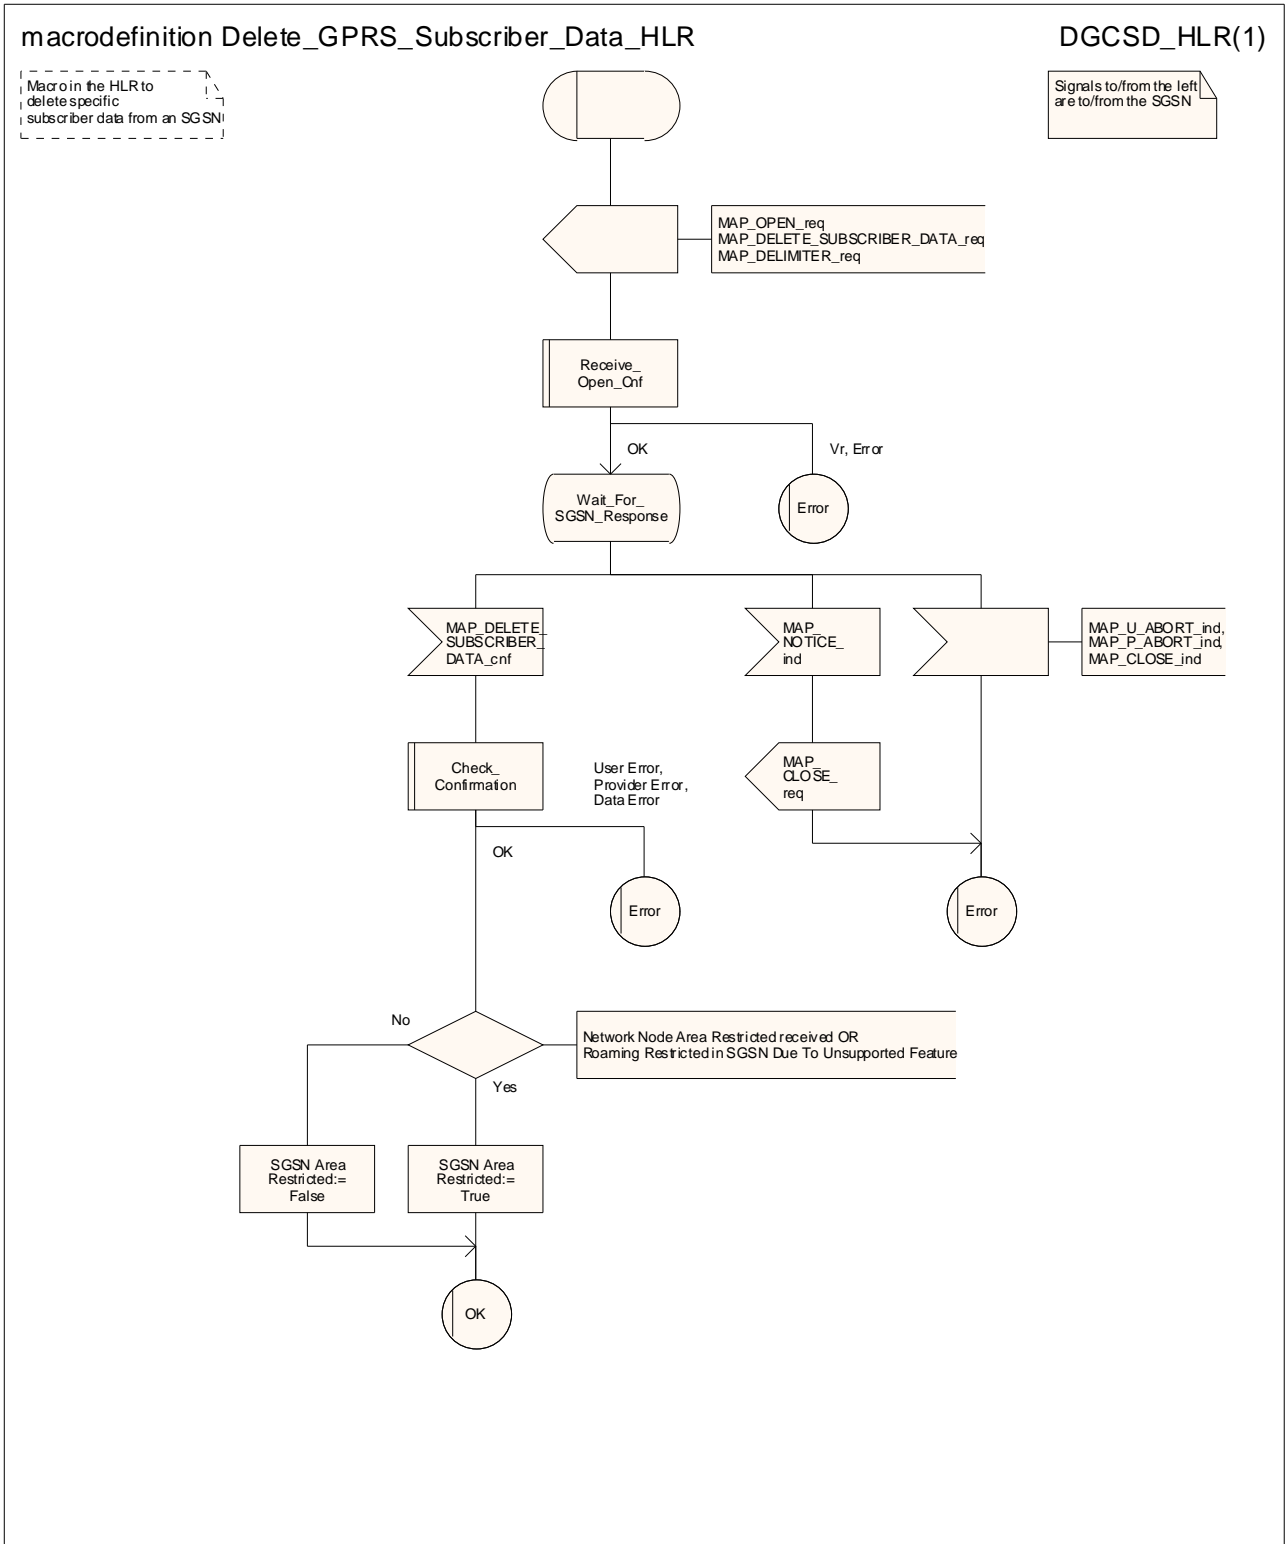 macrodefinition Delete_GPRS_Subscriber_Data_HLR
DGCSD_HLR(1)
Macro in the HLR to
delete specific
subscriber data from an SGSN
Signals to/from the left
are to/from the SGSN
MAP_OPEN_req
MAP_DELETE_SUBSCRIBER_DATA_req
MAP_DELIMITER_req
Receive_
Open_Cnf
OK
Vr, Error
Wait_For_
SGSN_Response
Error
MAP_DELETE_
SUBSCRIBER_
DATA_cnf
MAP_
NOTICE_
ind
MAP_U_ABORT_ind,
MAP_P_ABORT_ind,
MAP_CLOSE_ind
Check_
Confirmation
User Error,
Provider Error,
Data Error
MAP_
CLOSE_
req
OK
Error
Error
No
Network Node Area Restricted received OR
Roaming Restricted in SGSN Due To Unsupported Feature
Yes
SGSN Area
Restricted:=
False
SGSN Area
Restricted:=
True
OK